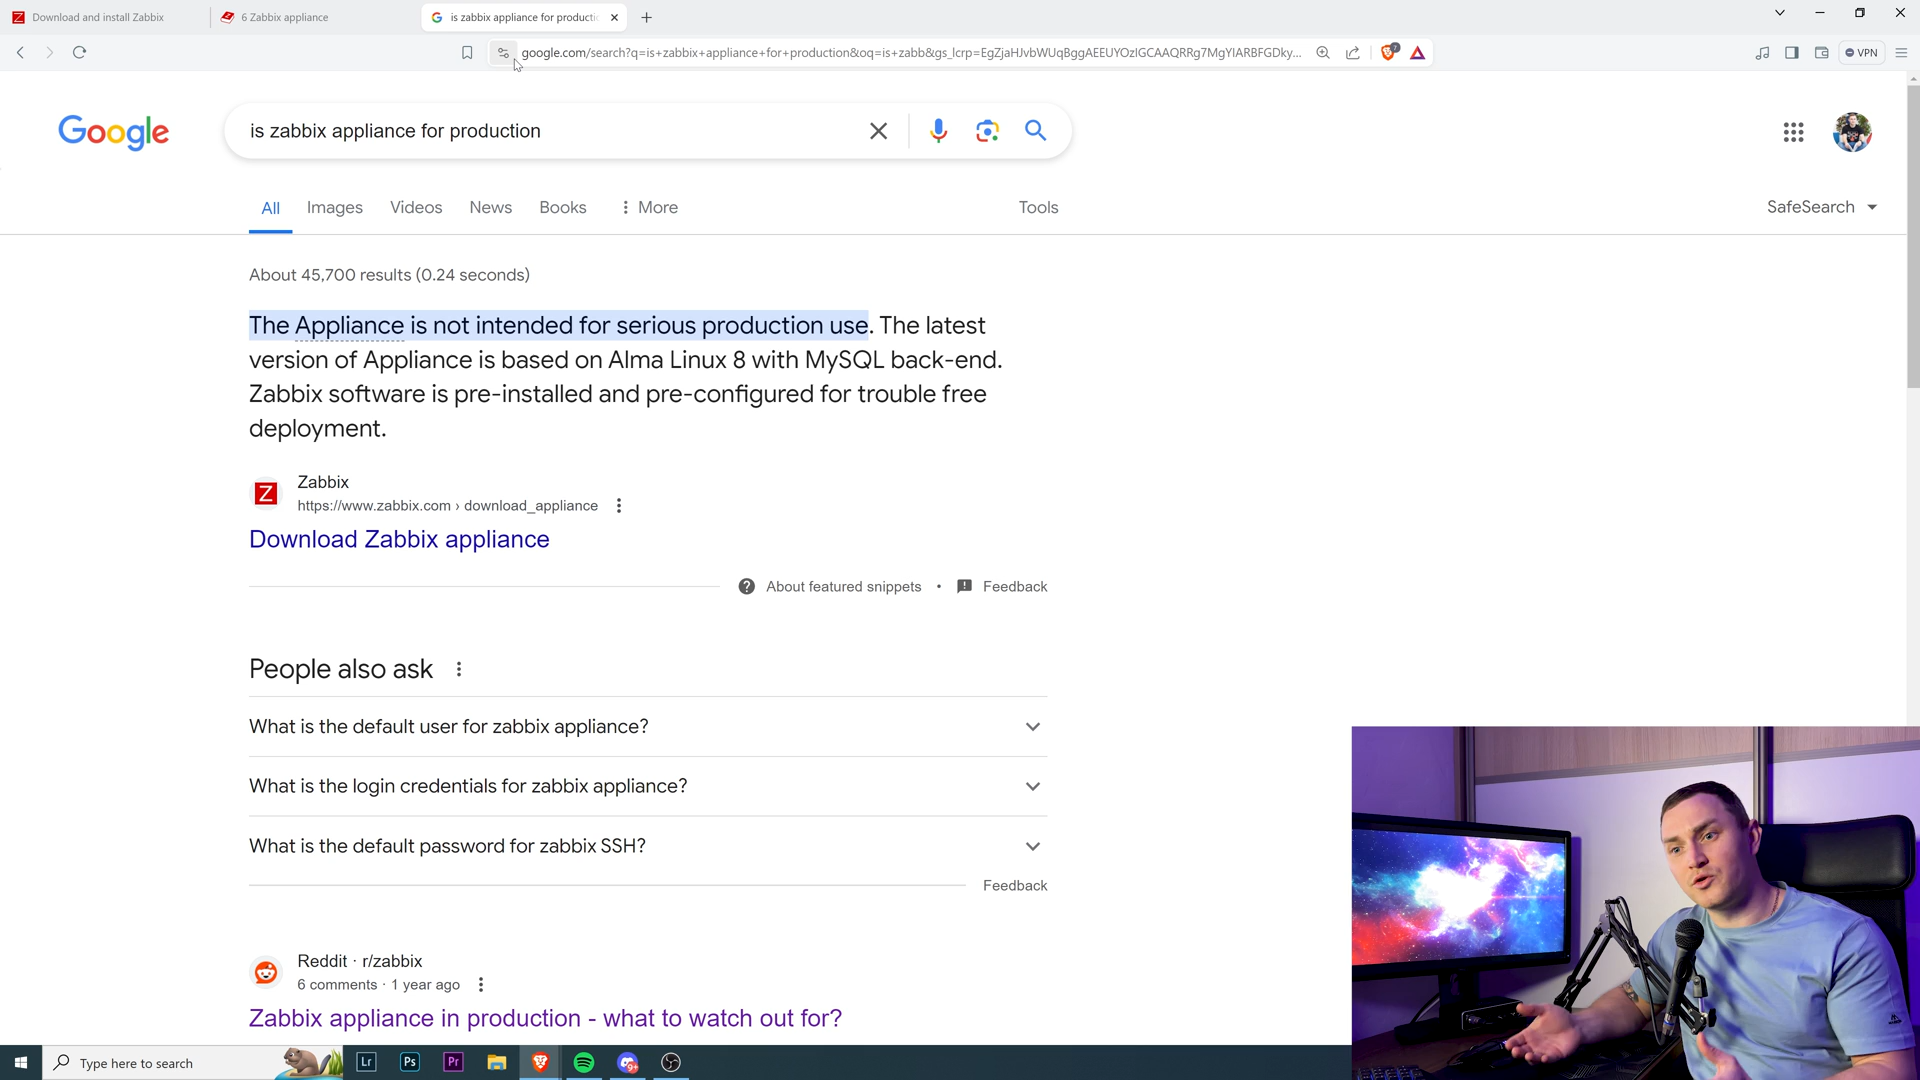 Download and install Zabbix
6 Zabbix appliance
is zabbix appliance for producti
google.com/search?q=is+zabbix+appliance+for+production&oq=is+zabb&gs_lcrp=EgZjaHJvbWUqBggAEEUYOzIGCAAQRRg7MgYIARBFGDky...
7
VPN
Google
is zabbix appliance for production
All
Images
Videos
News
Books
More
Tools
SafeSearch
About 45,700 results (0.24 seconds)
The Appliance is not intended for serious production use. The latest
version of Appliance is based on Alma Linux 8 with MySQL back-end.
Zabbix software is pre-installed and pre-configured for trouble free
deployment.
Z
Zabbix
https://www.zabbix.com › download_appliance
Download Zabbix appliance
About featured snippets • Feedback
People also ask
What is the default user for zabbix appliance?
What is the login credentials for zabbix appliance?
What is the default password for zabbix SSH?
Feedback
Reddit · r/zabbix
6 comments · 1 year ago
Zabbix appliance in production - what to watch out for?
Type here to search
Lr
Ps
Pr
9+